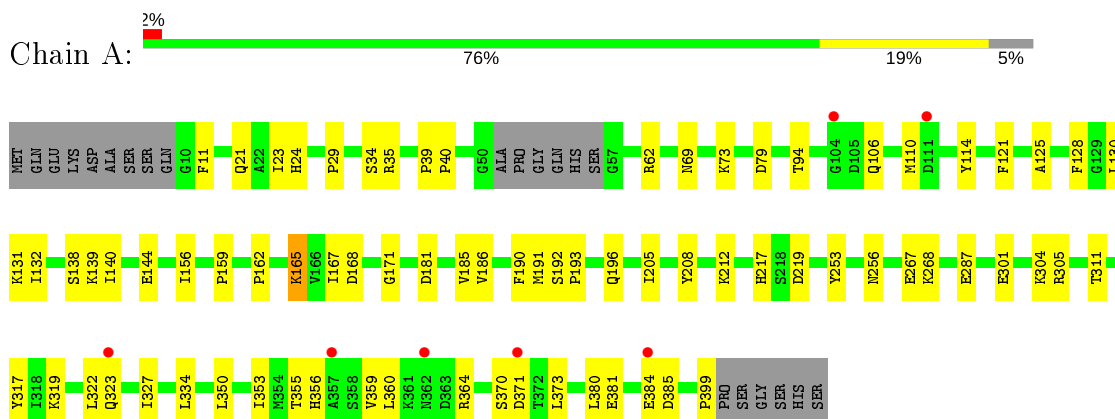 2%
Chain A:
76% 19% 5%
MET GLN GLU LYS ASP ALA SER SER GLN G10 F11 Q21 A22 I23 H24 P29 S34 R35 P39 P40 G50 ALA PRO GLY GLN HIS SER G57 R62 N69 K73 D79 T94 G104 D105 Q106 M110 D111 Y114 F121 A125 F128 G129 L130
K131 I132 S138 K139 I140 E144 I156 P159 P162 K165 V166 I167 D168 G171 D181 V185 V186 F190 M191 S192 P193 Q196 I205 Y208 K212 H217 S218 D219 Y253 N256 E267 K268 E287 E301 K304 R305 T311
Y317 I318 K319 L322 Q323 I327 L334 L350 I353 M354 T355 H356 A357 S358 V359 L360 K361 N362 D363 R364 S370 D371 T372 L373 L380 E381 E384 D385 P399 PRO SER GLY SER HIS SER